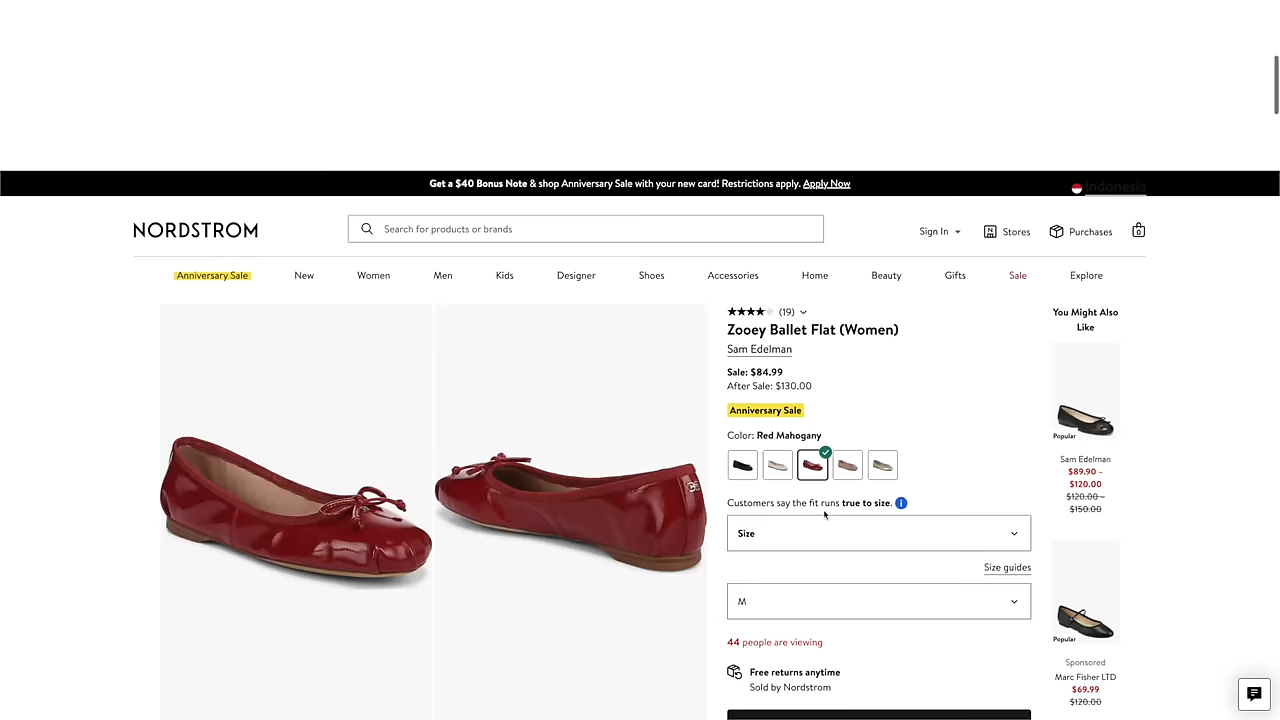 Get a $40 Bonus Note & shop Anniversary Sale with your new card! Restrictions apply. Apply Now
Indonesia
NORDSTROM
Search for products or brands
Sign In
Stores
Purchases
0
Anniversary Sale
New
Women
Men
Kids
Designer
Shoes
Accessories
Home
Beauty
Gifts
Sale
Explore
(19)
Zooey Ballet Flat (Women)
Sam Edelman
Sale: $84.99
After Sale: $130.00
Anniversary Sale
Color: Red Mahogany
Customers say the fit runs true to size.
Size
Size guides
M
44 people are viewing
Free returns anytime
Sold by Nordstrom
You Might Also
Like
Popular
Sam Edelman
$89.90 –
$120.00
$120.00 –
$150.00
Popular
Sponsored
Marc Fisher LTD
$69.99
$120.00